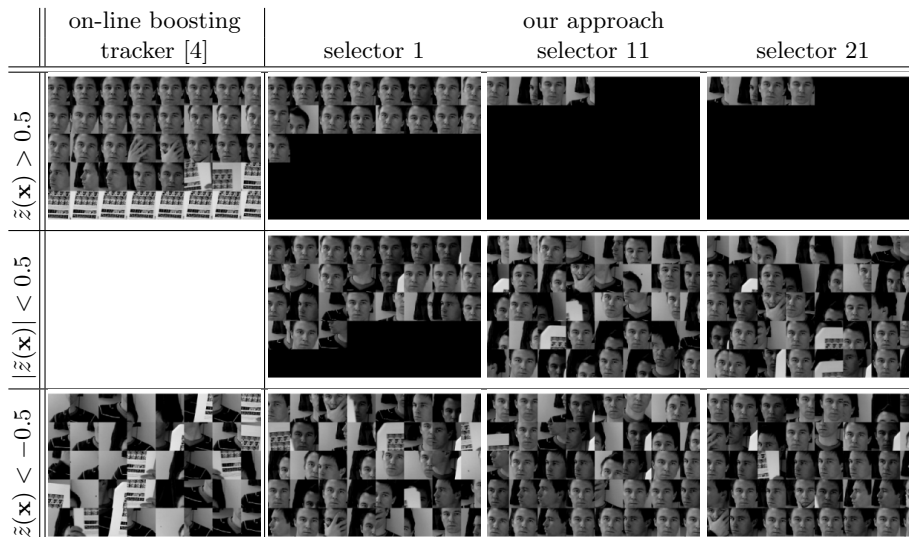 on-line boosting our approach
tracker [4] selector 1 selector 11 selector 21
z̃(x) > 0.5
|z̃(x)| < 0.5
z̃(x) < −0.5